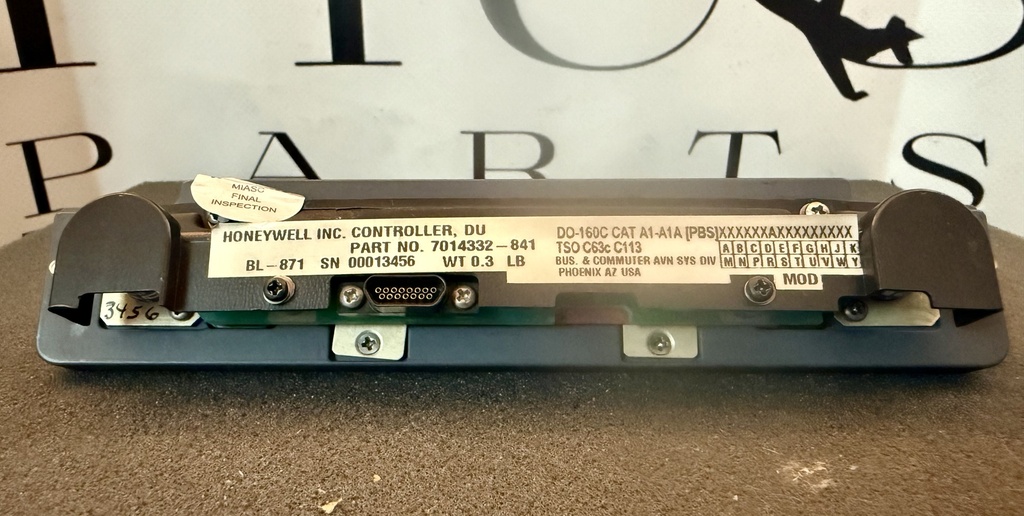 PARTS
MIASC
FINAL
INSPECTION
HONEYWELL INC. CONTROLLER, DU
PART NO. 7014332-841
BL-871 SN 00013456 WT 0.3 LB
DO-160C CAT A1-A1A [PBS]XXXXXXAXXXXXXXXX
TSO C63c C113
BUS. & COMMUTER AVN SYS DIV
PHOENIX AZ USA
A B C D E F G H J K
M N P R S T U V W Y
MOD
3456